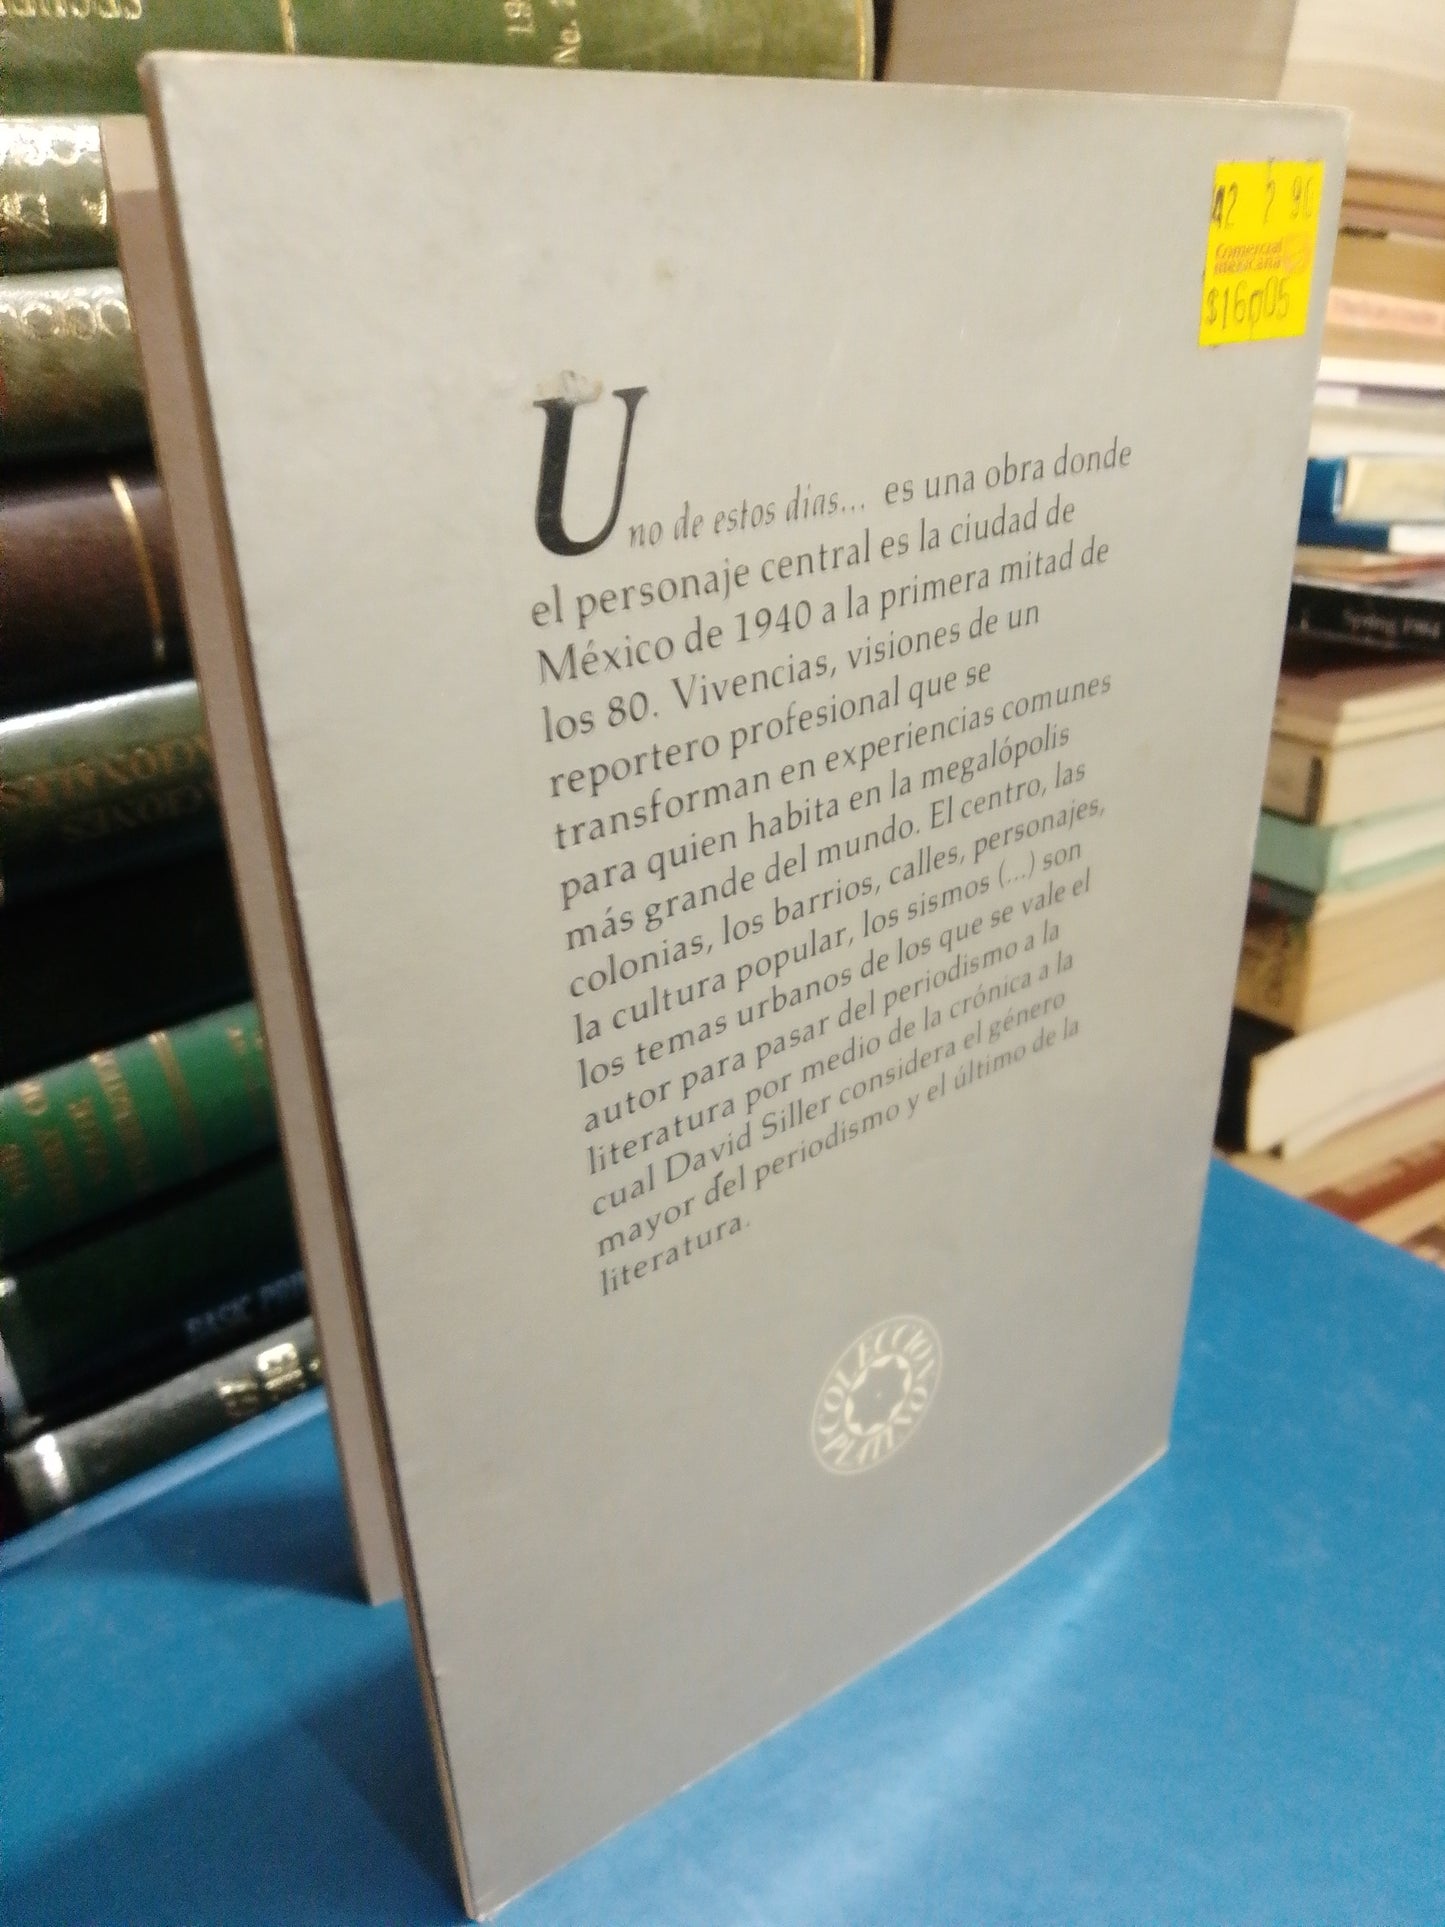 Uno de estos días... es una obra donde
el personaje central es la ciudad de
México de 1940 a la primera mitad de
los 80. Vivencias, visiones de un
reportero profesional que se
transforman en experiencias comunes
para quien habita en la megalópolis
más grande del mundo. El centro, las
colonias, los barrios, calles, personajes,
la cultura popular, los sismos (...) son
los temas urbanos de los que se vale el
autor para pasar del periodismo a la
literatura por medio de la crónica a la
cual David Siller considera el género
mayor del periodismo y el último de la
literatura.
COLECCION
PLATINO
42 2 96
Comercial
Mexicana